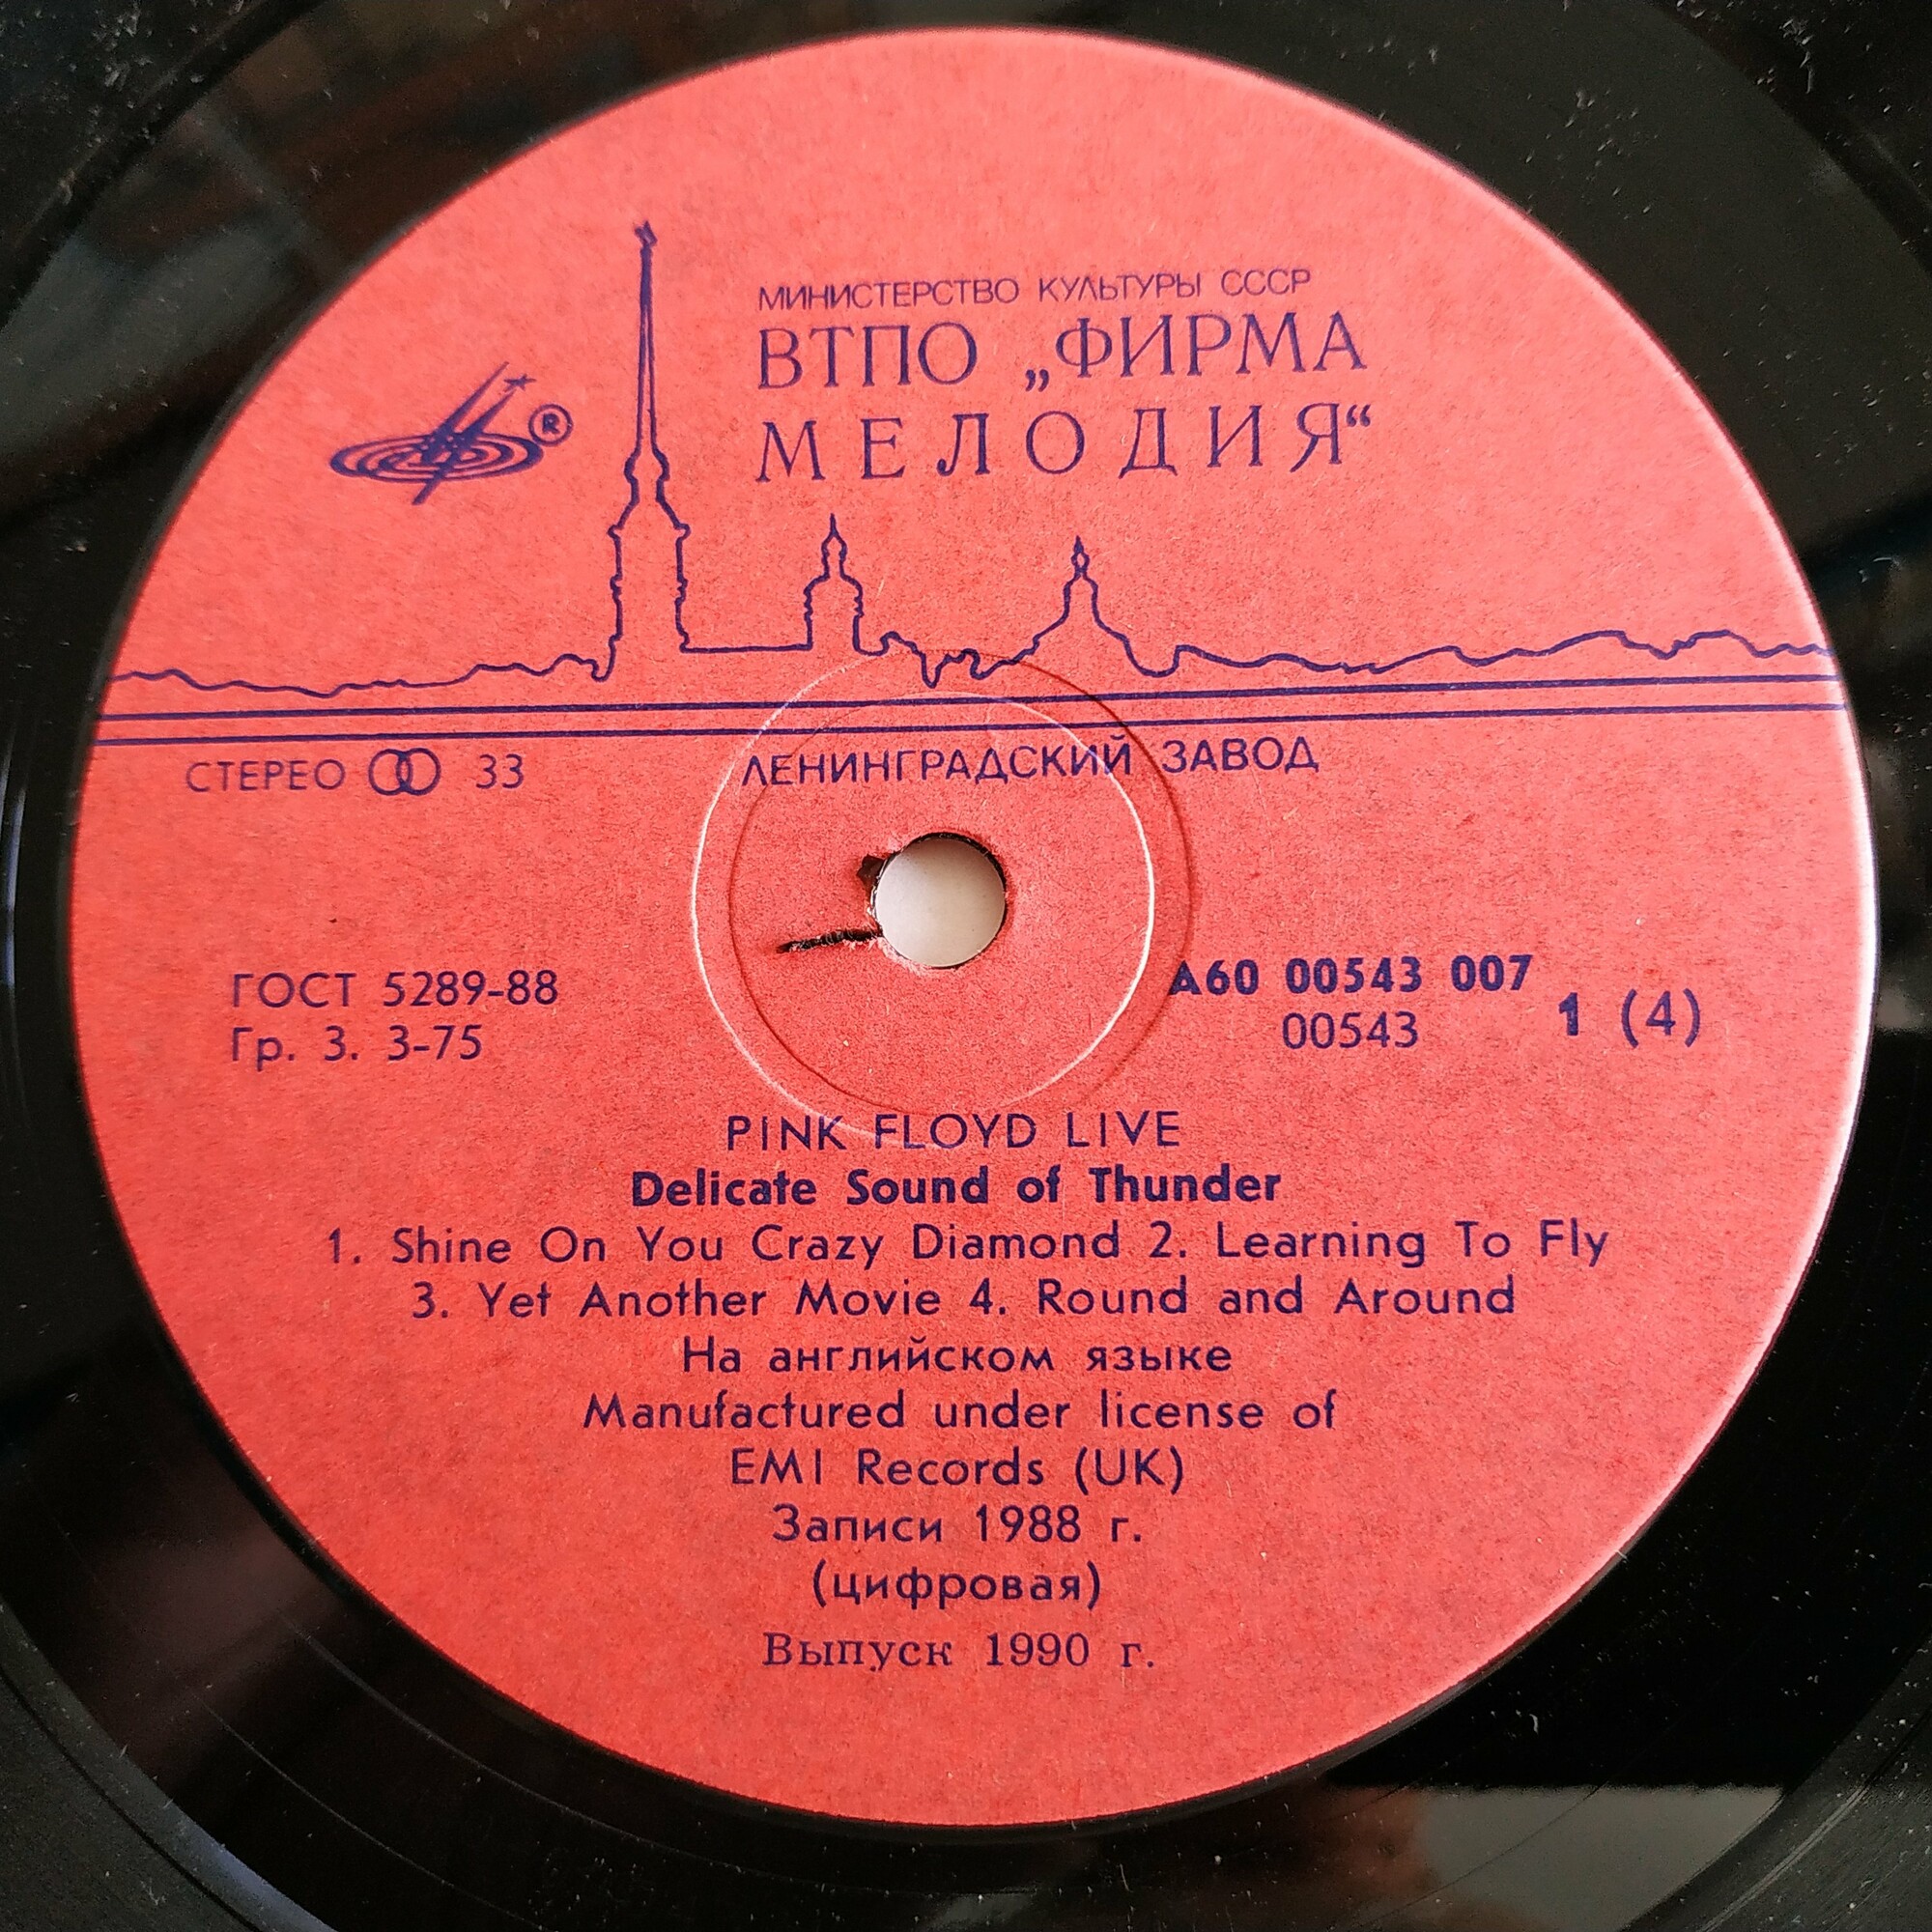 МИНИСТЕРСТВО КУЛЬТУРЫ СССР
ВТПО „ФИРМА
МЕЛОДИЯ“
®
СТЕРЕО 33
ЛЕНИНГРАДСКИЙ ЗАВОД
ГОСТ 5289-88
Гр. 3. 3-75
А60 00543 007
00543
1 (4)
PINK FLOYD LIVE
Delicate Sound of Thunder
1. Shine On You Crazy Diamond 2. Learning To Fly
3. Yet Another Movie 4. Round and Around
На английском языке
Manufactured under license of
EMI Records (UK)
Записи 1988 г.
(цифровая)
Выпуск 1990 г.